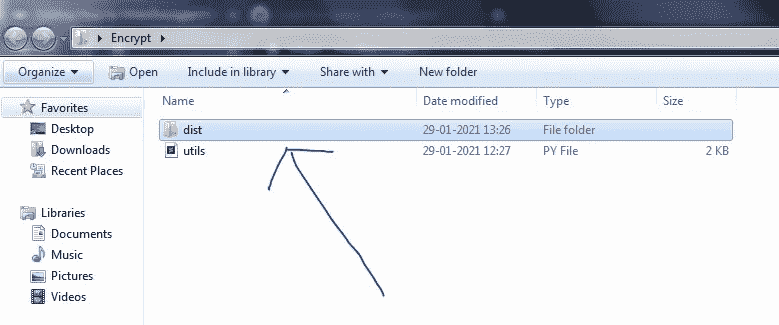 Encrypt
Organize Open Include in library Share with New folder
Name Date modified Type Size
Favorites
Desktop
Downloads
Recent Places
Libraries
Documents
Music
Pictures
Videos
dist 29-01-2021 13:26 File folder
utils 29-01-2021 12:27 PY File 2 KB